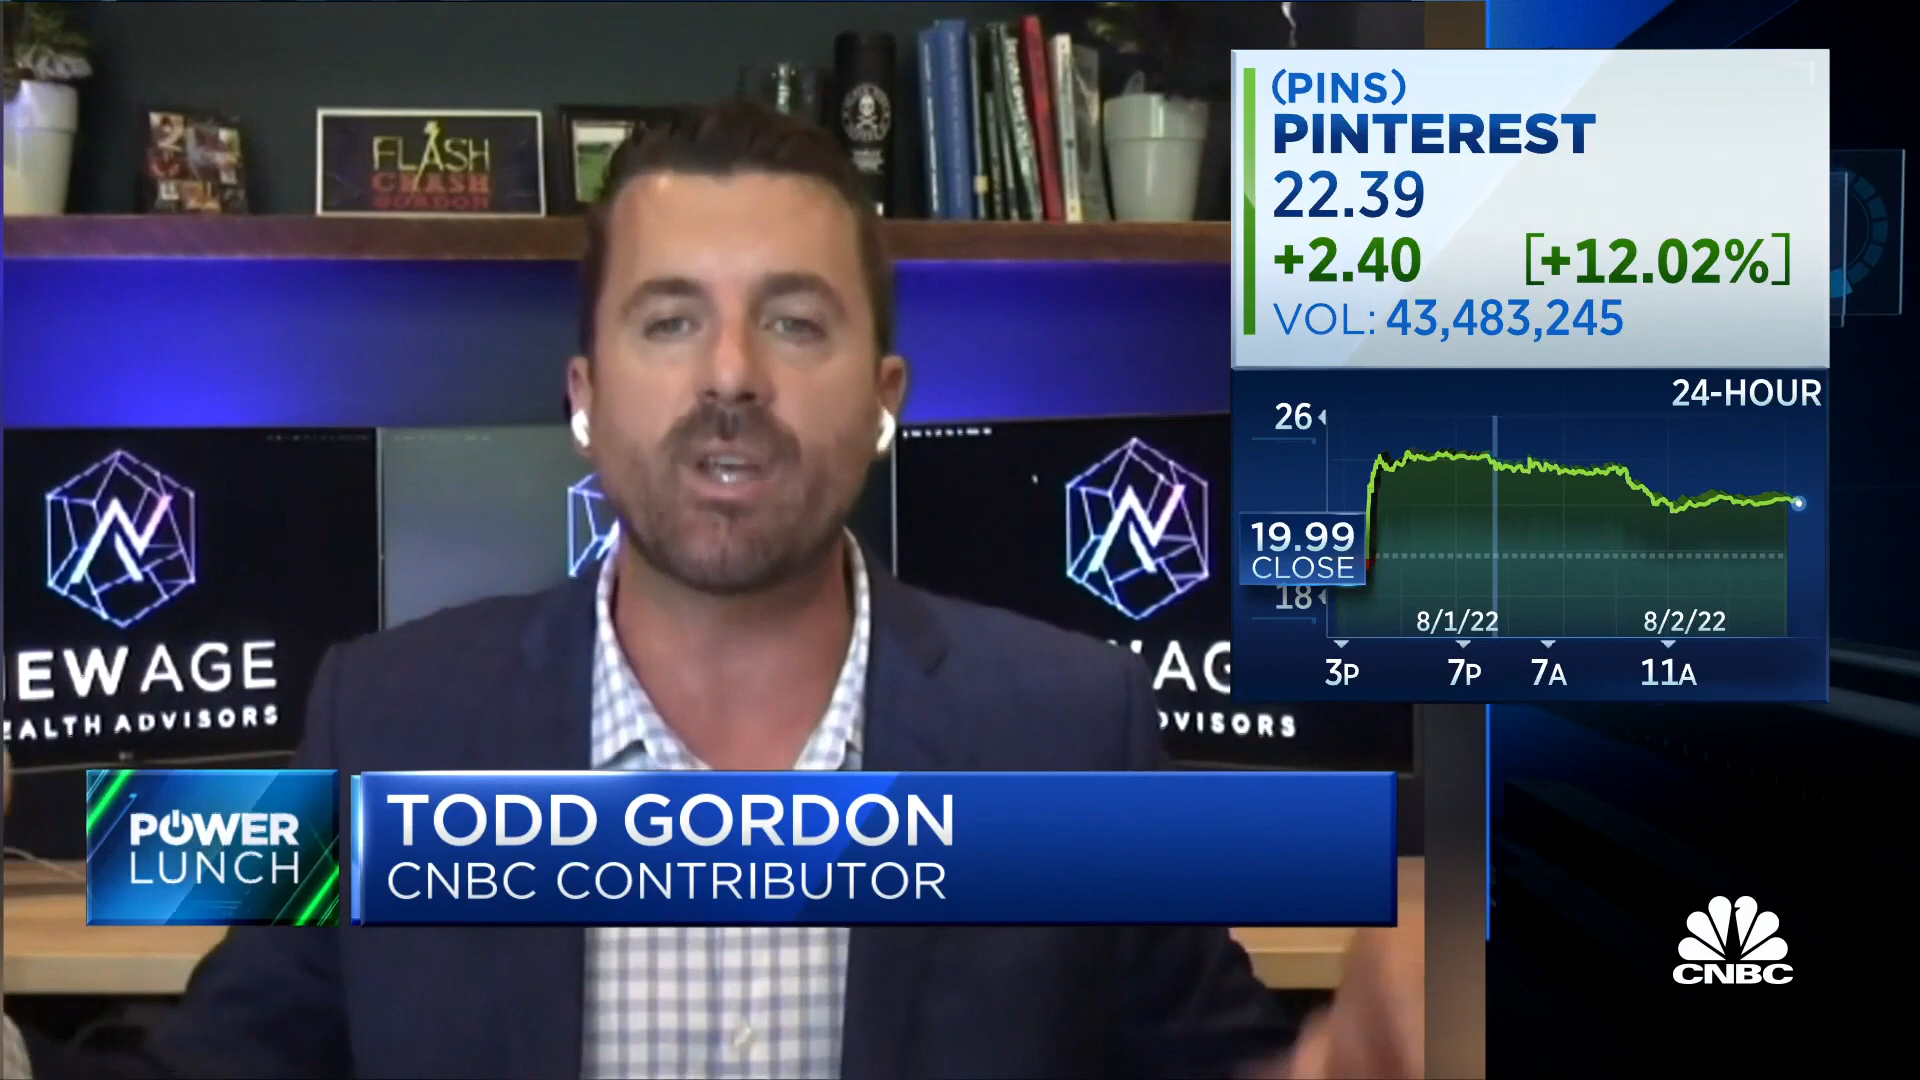 FLASH
CRASH
GORDON
EWAGE
EALTH ADVISORS
AG
DVISORS
(PINS)
PINTEREST
22.39
+2.40 [+12.02%]
VOL: 43,483,245
24-HOUR
26
19.99
CLOSE
18
8/1/22 8/2/22
3P 7P 7A 11A
POWER
LUNCH
TODD GORDON
CNBC CONTRIBUTOR
CNBC